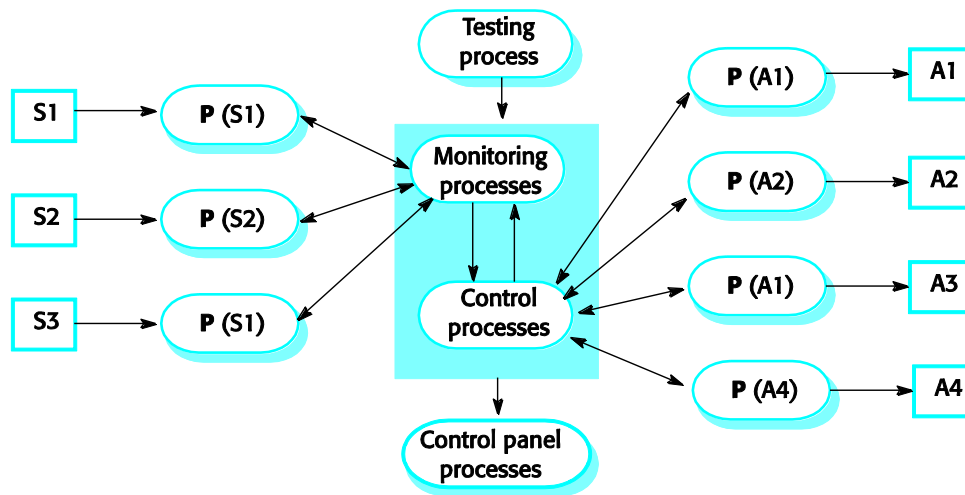 Testing
process
S1
P (S1)
S2
P (S2)
S3
P (S1)
Monitoring
processes
Control
processes
Control panel
processes
P (A1)
A1
P (A2)
A2
P (A1)
A3
P (A4)
A4